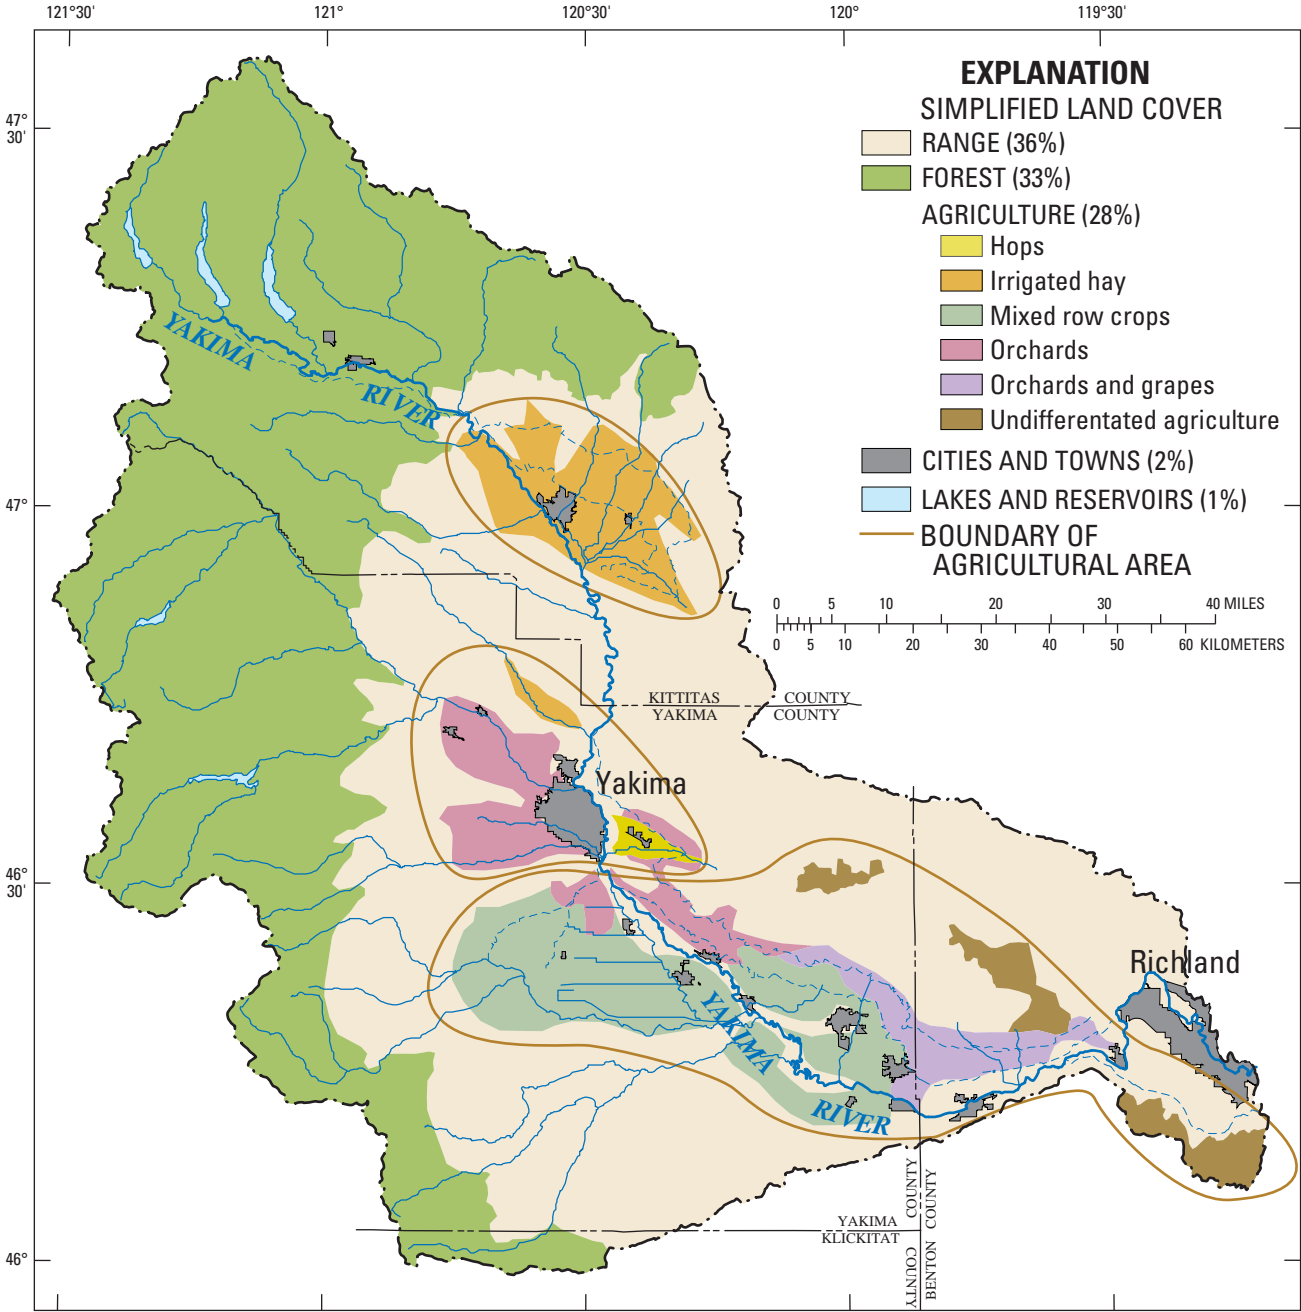 121°30'
121°
120°30'
120°
119°30'
47°
30'
47°
46°
30'
46°
EXPLANATION
SIMPLIFIED LAND COVER
RANGE (36%)
FOREST (33%)
AGRICULTURE (28%)
Hops
Irrigated hay
Mixed row crops
Orchards
Orchards and grapes
Undifferentated agriculture
CITIES AND TOWNS (2%)
LAKES AND RESERVOIRS (1%)
BOUNDARY OF
AGRICULTURAL AREA
0 5 10 20 30 40 MILES
0 5 10 20 30 40 50 60 KILOMETERS
YAKIMA
RIVER
KITTITAS COUNTY
YAKIMA COUNTY
Yakima
Richland
YAKIMA
RIVER
YAKIMA COUNTY
BENTON COUNTY
YAKIMA
KLICKITAT COUNTY